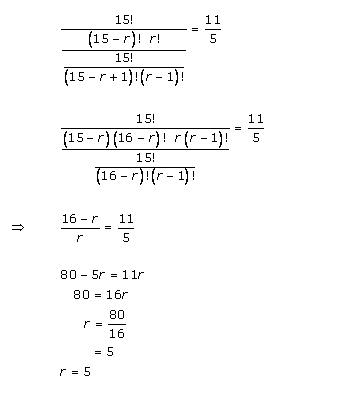 15!
(15 – r)! r!
15!
(15 – r + 1)!(r – 1)!
= 11
5
15!
(15 – r)(16 – r)! r(r – 1)!
15!
(16 – r)!(r – 1)!
= 11
5
⇒ 16 – r
r
= 11
5
80 – 5r = 11r
80 = 16r
r = 80
16
= 5
r = 5